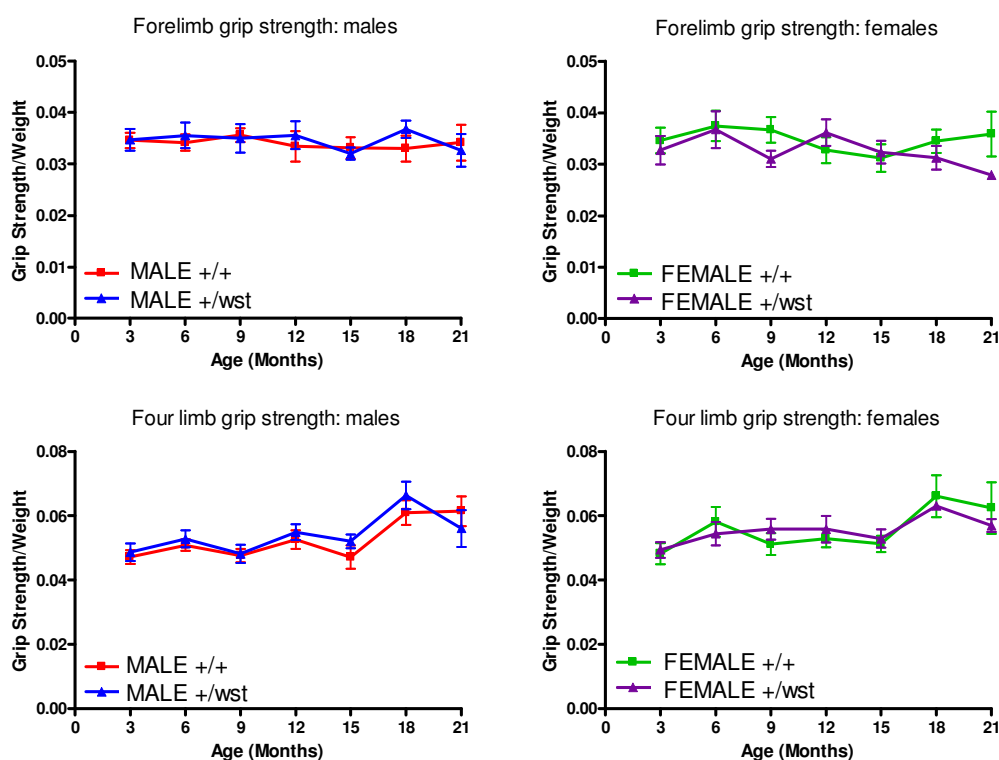 Forelimb grip strength: males
0.05
0.04
0.03
0.02
0.01
0.00
Grip Strength/Weight
MALE +/+
MALE +/wst
0 3 6 9 12 15 18 21
Age (Months)
Forelimb grip strength: females
0.05
0.04
0.03
0.02
0.01
0.00
Grip Strength/Weight
FEMALE +/+
FEMALE +/wst
0 3 6 9 12 15 18 21
Age (Months)
Four limb grip strength: males
0.08
0.06
0.04
0.02
0.00
Grip Strength/Weight
MALE +/+
MALE +/wst
0 3 6 9 12 15 18 21
Age (Months)
Four limb grip strength: females
0.08
0.06
0.04
0.02
0.00
Grip Strength/Weight
FEMALE +/+
FEMALE +/wst
0 3 6 9 12 15 18 21
Age (Months)